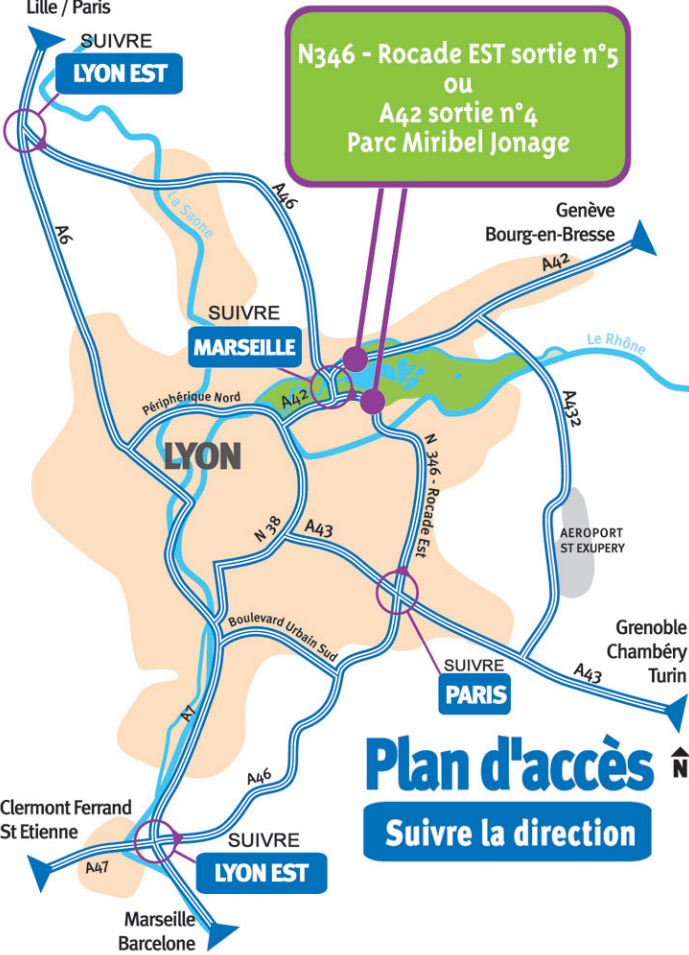 Lille / Paris
SUIVRE
LYON EST
N346 - Rocade EST sortie n°5
ou
A42 sortie n°4
Parc Miribel Jonage
Genève
Bourg-en-Bresse
A46
La Saone
A6
A42
SUIVRE
MARSEILLE
Le Rhône
Périphérique Nord
A42
A432
LYON
N 346 - Rocade Est
N 38
A43
AEROPORT
ST EXUPERY
Boulevard Urbain Sud
Grenoble
Chambéry
Turin
SUIVRE
PARIS
A43
A7
Plan d'accès
N
A46
Clermont Ferrand
St Etienne
Suivre la direction
SUIVRE
LYON EST
A47
Marseille
Barcelone